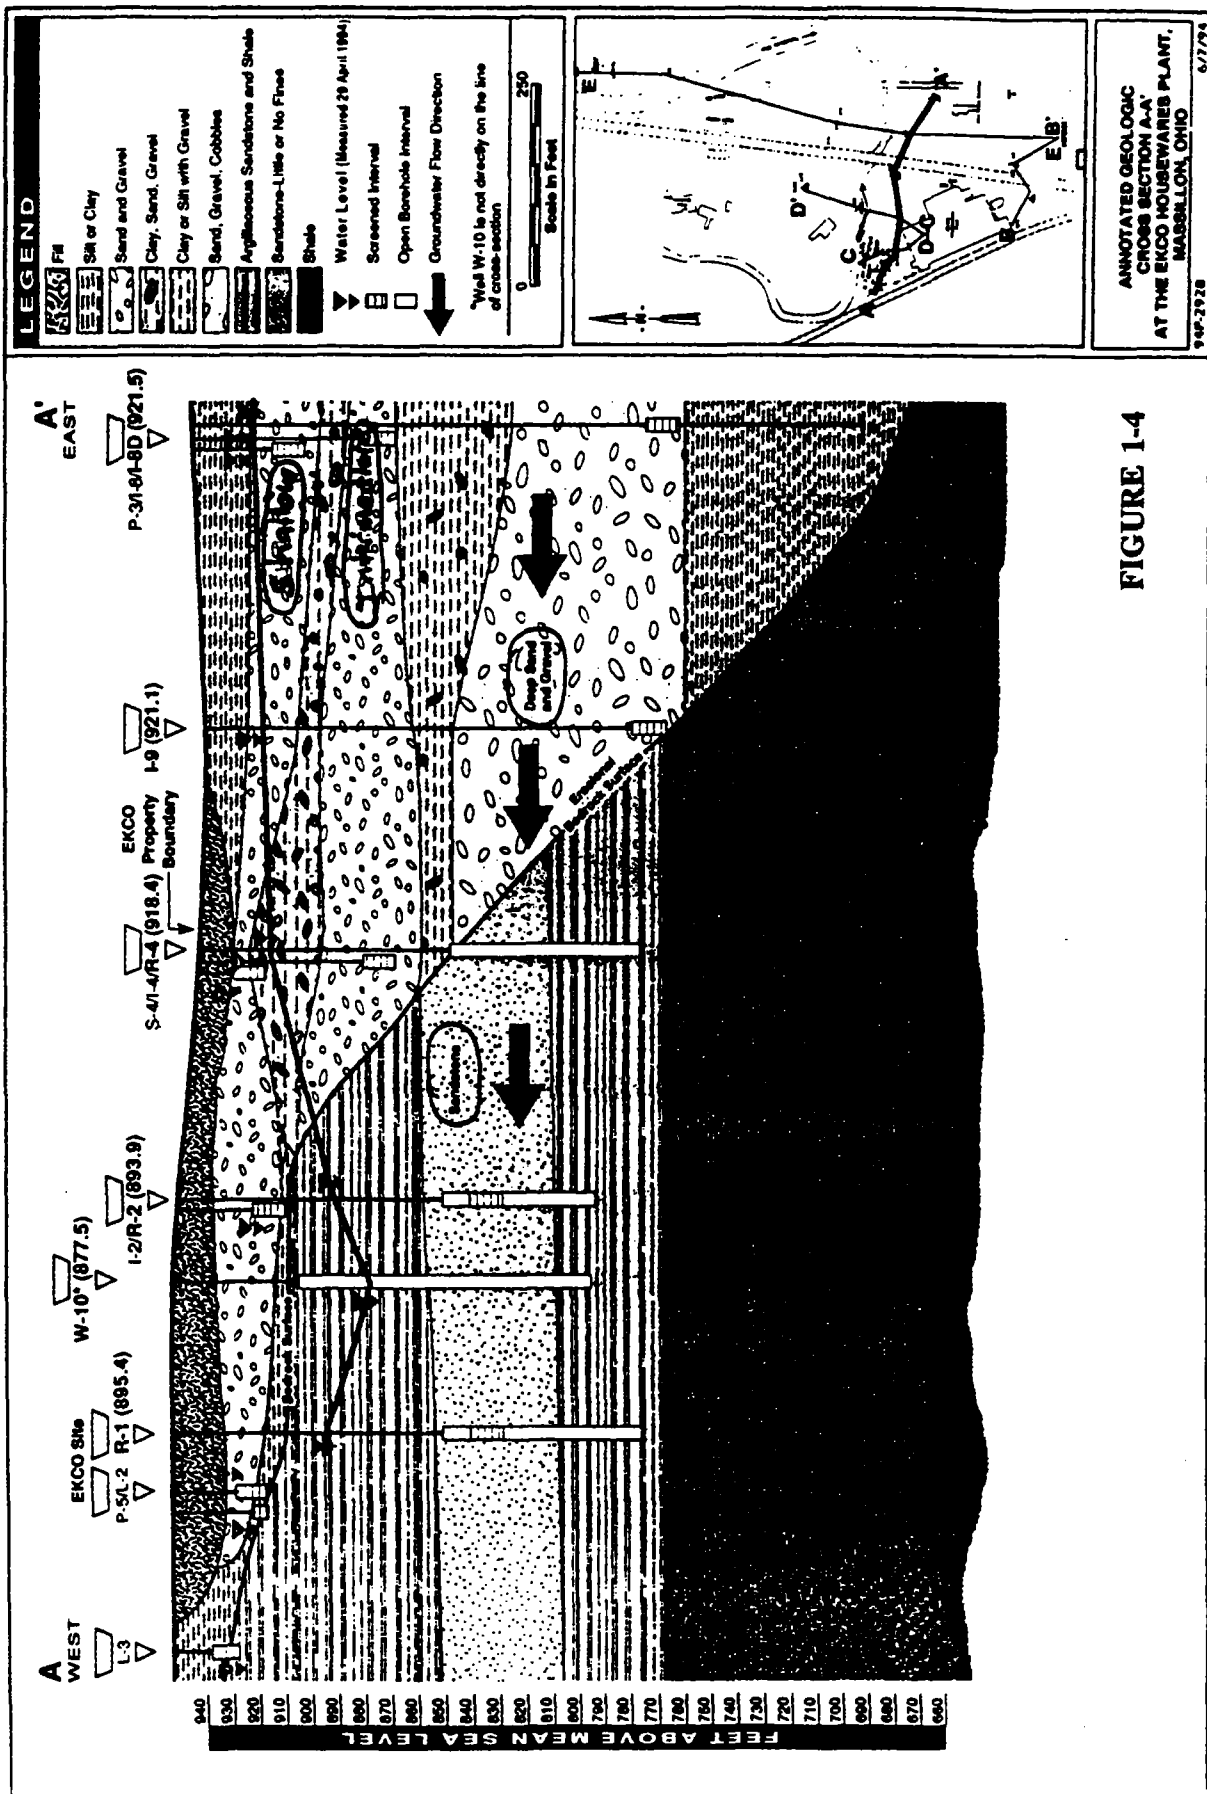 A
WEST
L-3
EKCO Site
P-5/L-2
R-1 (895.4)
W-10* (877.5)
I-2/R-2 (893.9)
S-4/I-4/R-4 (918.4)
EKCO
Property
Boundary
I-9 (921.1)
A'
EAST
P-3/I-8/I-8D (921.5)
FEET ABOVE MEAN SEA LEVEL
940
930
920
910
900
890
880
870
860
850
840
830
820
810
800
790
780
770
760
750
740
730
720
710
700
690
680
670
660
Shallow
Intermediate
Deep Sand
and Gravel
Sandstone
Bedrock Surface
Erosional
Bedrock Surface
FIGURE 1-4
LEGEND
Fill
Silt or Clay
Sand and Gravel
Clay, Sand, Gravel
Clay or Silt with Gravel
Sand, Gravel, Cobbles
Argillaceous Sandstone and Shale
Sandstone-Little or No Fines
Shale
Water Level (Measured 29 April 1994)
Screened Interval
Open Borehole Interval
Groundwater Flow Direction
*Well W-10 is not directly on the line
of cross-section
0 250
Scale in Feet
-N-
A
A'
B
B'
C
D
D'
E
E'
ANNOTATED GEOLOGIC
CROSS SECTION A-A'
AT THE EKCO HOUSEWARES PLANT,
MASSILLON, OHIO
94P-2928
6/7/94